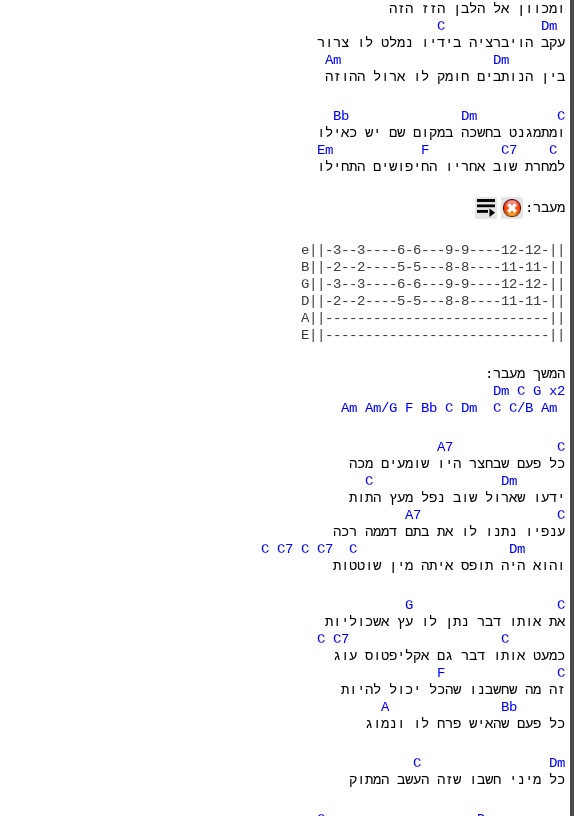 ומכוון אל הלבן הזז הזה
C            Dm
עקב הויברציה בידיו נמלט לו צרור
Am                   Dm
בין הנותבים חומק לו ארול ההוזה
Bb              Dm          C
ומתמגנט בחשכה במקום שם יש כאילו
Em           F         C7    C
למחרת שוב אחריו החיפושים התחילו
מעבר:
e||-3--3----6-6---9-9----12-12-||
B||-2--2----5-5---8-8----11-11-||
G||-3--3----6-6---9-9----12-12-||
D||-2--2----5-5---8-8----11-11-||
A||----------------------------||
E||----------------------------||
המשך מעבר:
Dm C G x2
Am Am/G F Bb C Dm  C C/B Am
A7             C
כל פעם שבחצר היו שומעים מכה
C                Dm
ידעו שארול שוב נפל מעץ התות
A7                 C
ענפיו נתנו לו את בתם דממה רכה
C C7 C C7  C                   Dm
והוא היה תופס איתה מין שוטטות
G                  C
את אותו דבר נתן לו עץ אשכוליות
C C7                   C
כמעט אותו דבר גם אקליפטוס עוג
F              C
זה מה שחשבנו שהכל יכול להיות
A              Bb
כל פעם שהאיש פרח לו ונמוג
C                Dm
כל מיני חשבו שזה העשב המתוק